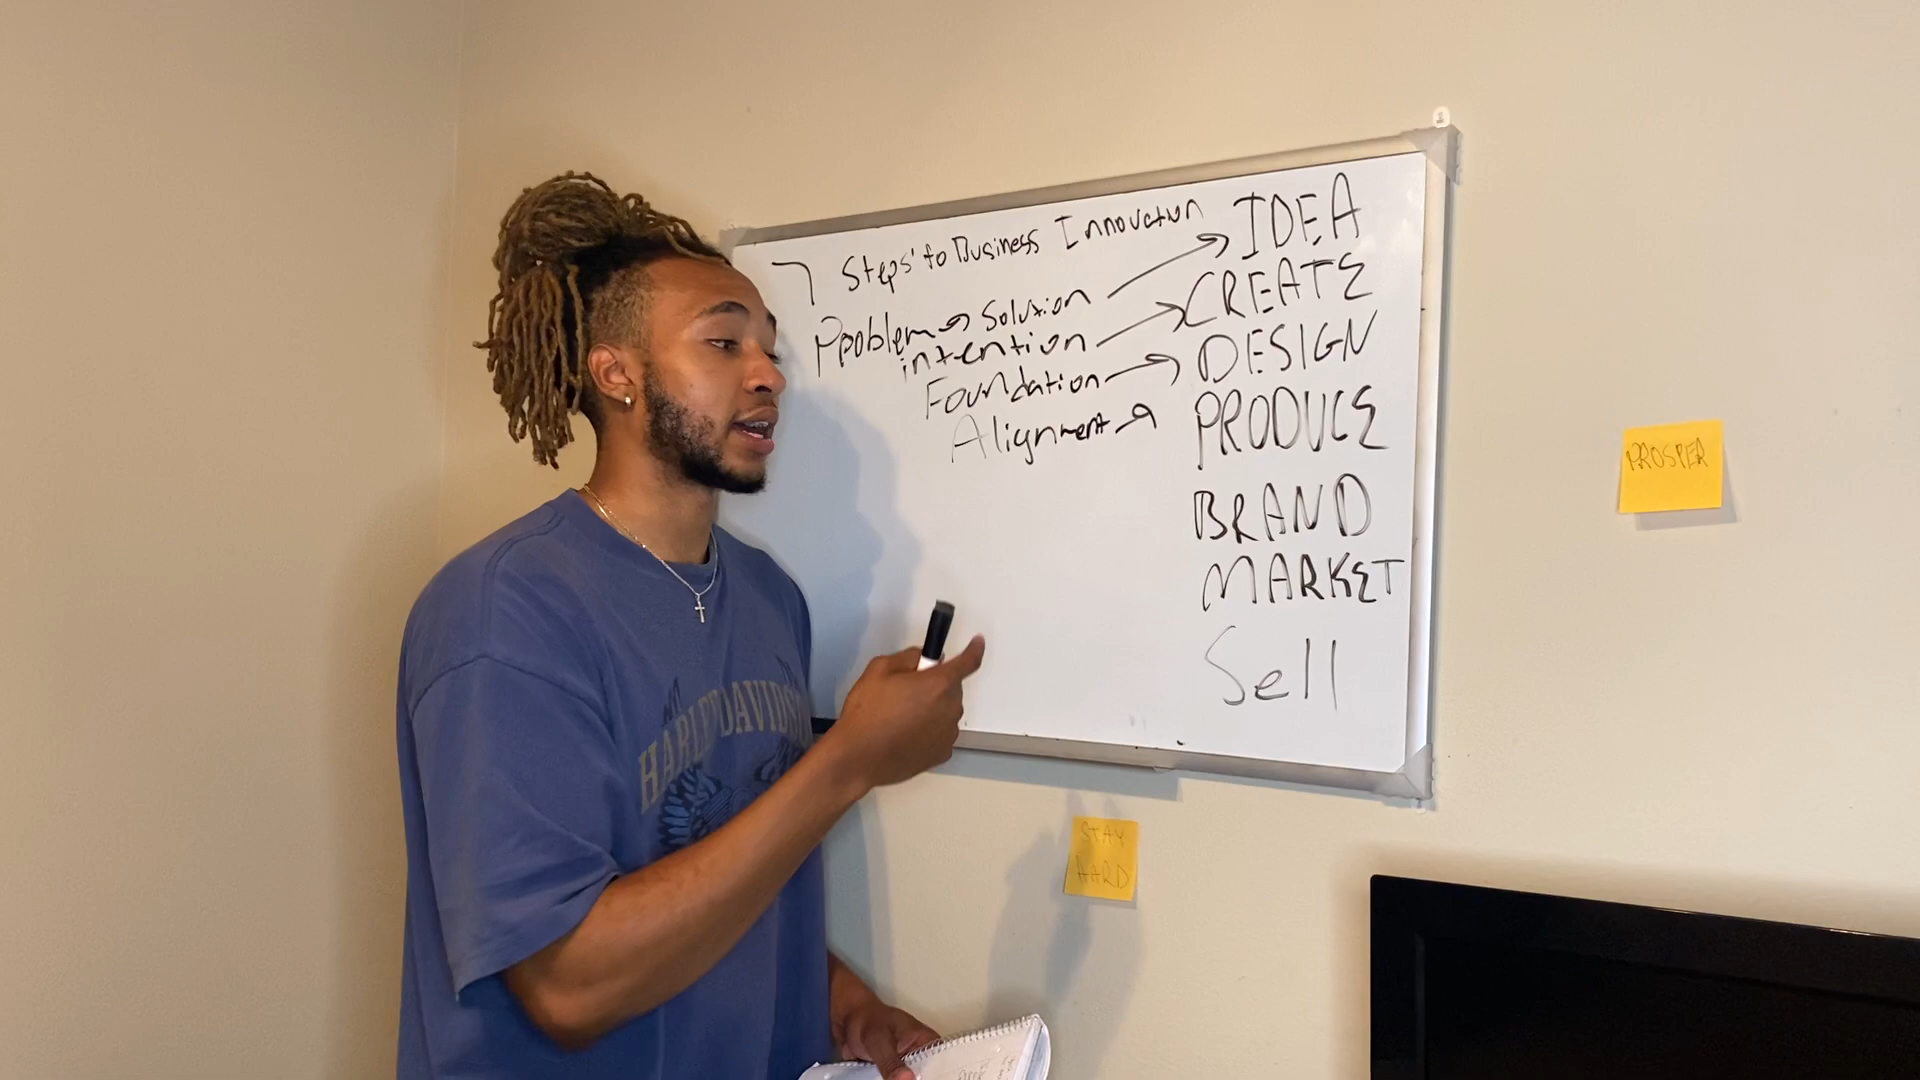 7 Steps to Business Innovation
Problem → Solution → IDEA
intention → CREATE
Foundation → DESIGN
Alignment → PRODUCE
BRAND
MARKET
Sell
PROSPER
STAY
HARD
HARLEY DAVIDSON